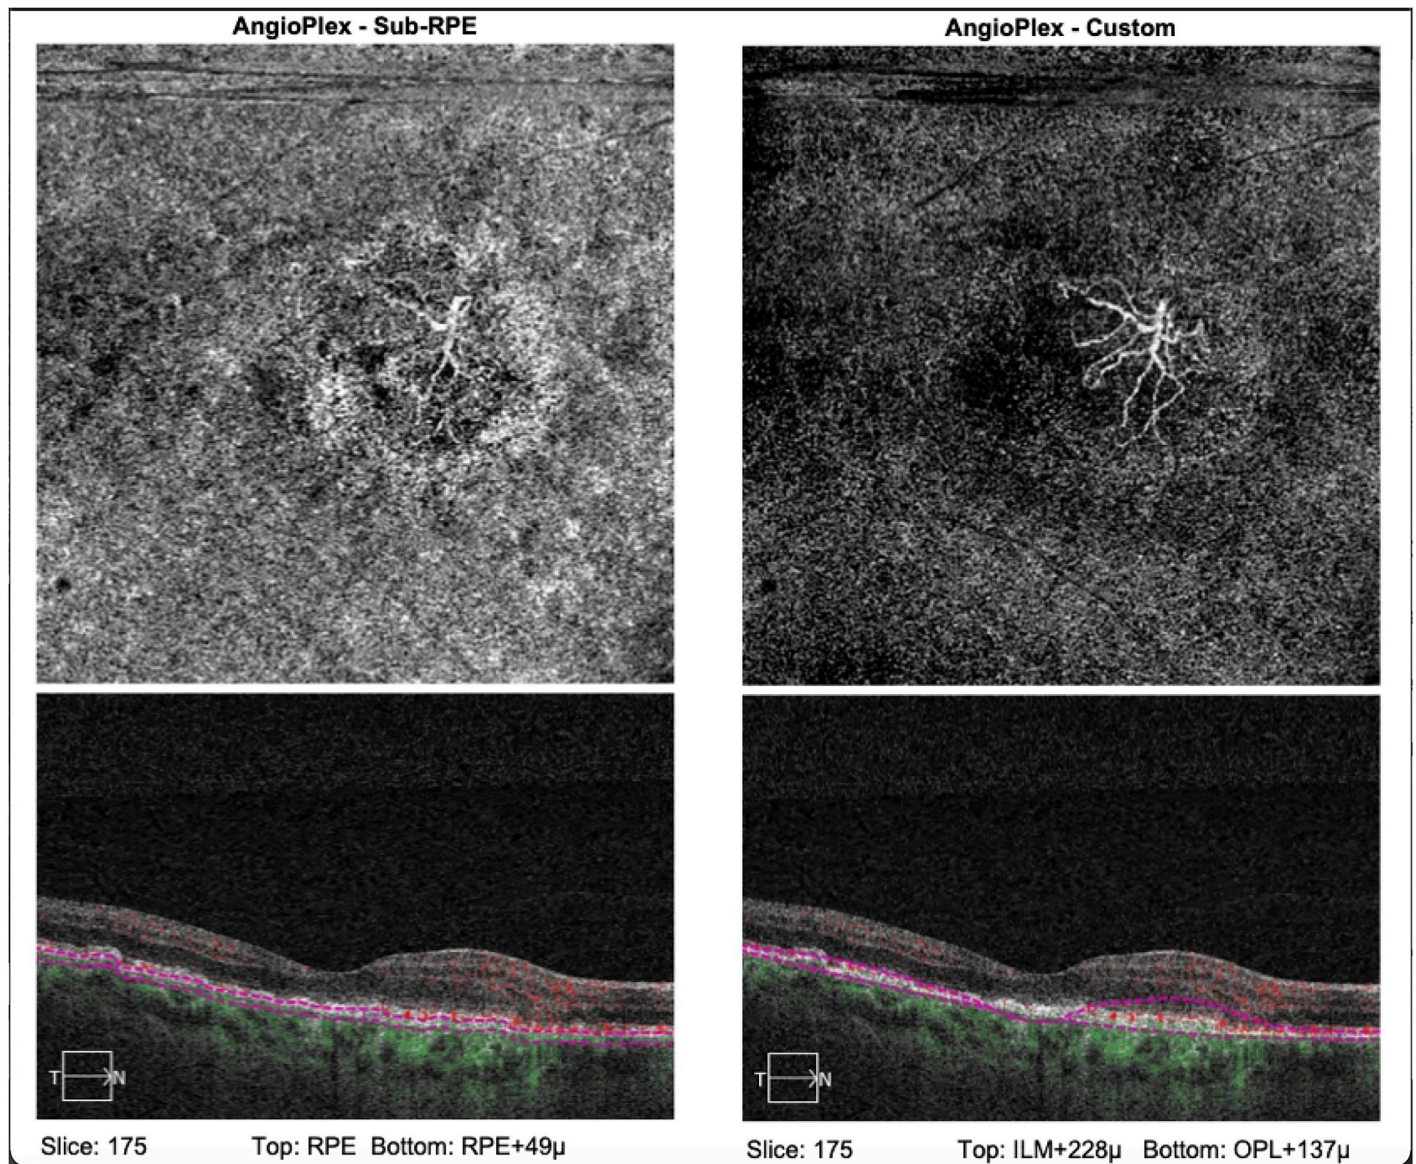 AngioPlex - Sub-RPE
AngioPlex - Custom
T N
T N
Slice: 175 Top: RPE Bottom: RPE+49µ
Slice: 175 Top: ILM+228µ Bottom: OPL+137µ